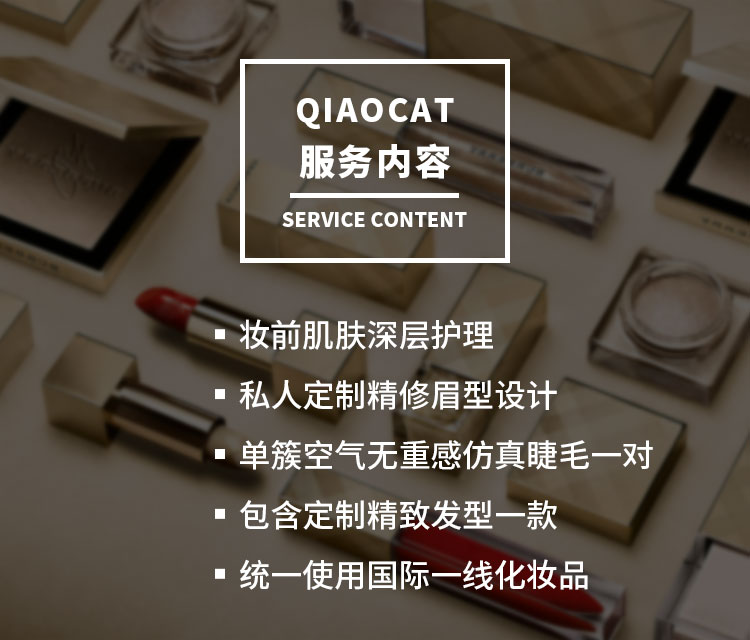 QIAOCAT
服务内容
SERVICE CONTENT
▪ 妆前肌肤深层护理
▪ 私人定制精修眉型设计
▪ 单簇空气无重感仿真睫毛一对
▪ 包含定制精致发型一款
▪ 统一使用国际一线化妆品